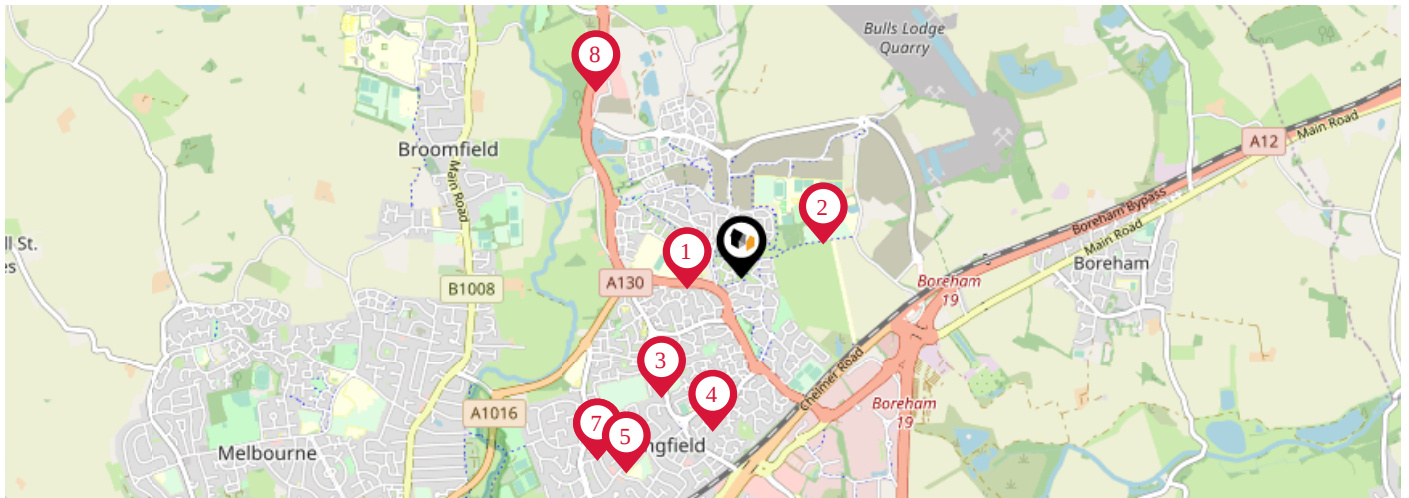 Bulls Lodge
Quarry
8
A12
Main Road
Broomfield
Main Road
2
Boreham Bypass
Main Road
ll St.
es
1
Boreham
A130
B1008
Boreham
19
3
Chelmer Road
4
A1016
Boreham
19
7
5
ngfield
Melbourne